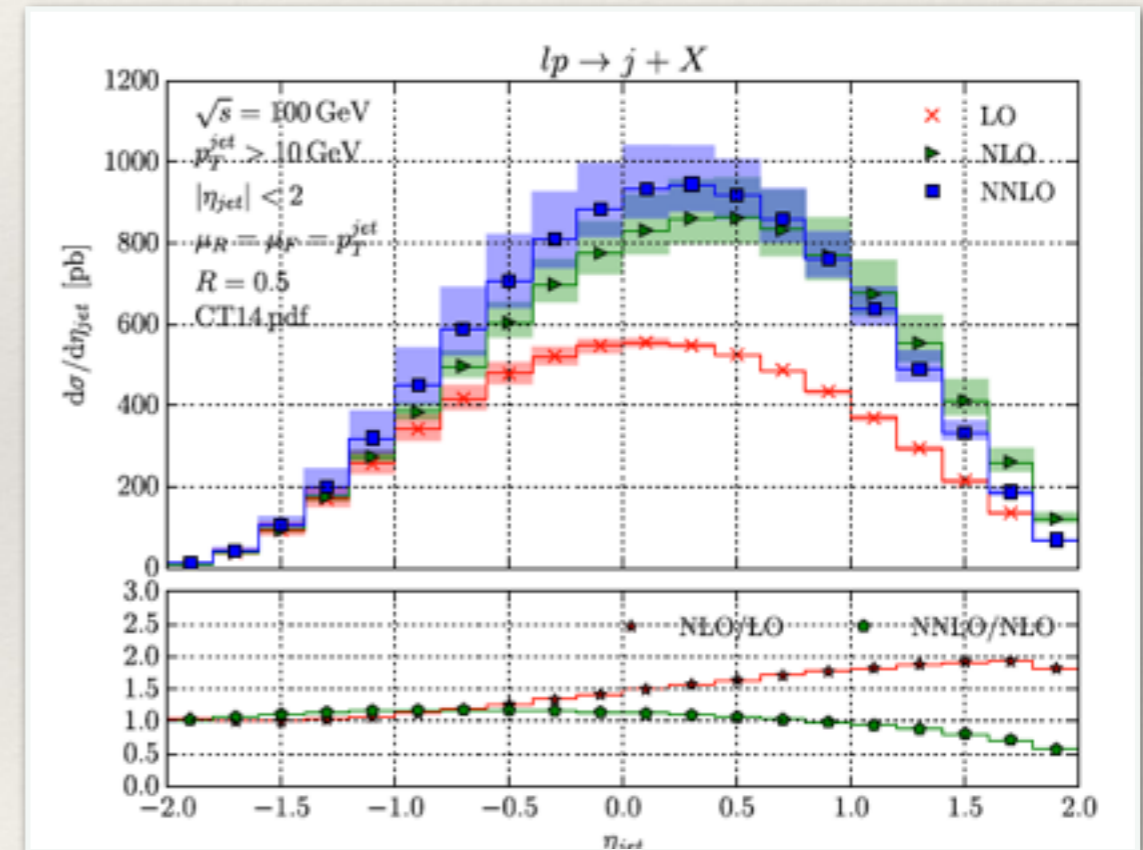 lp → j + X
1200
1000
800
600
400
200
0
dσ/dη_jet [pb]
√s = 100 GeV
p_T^jet > 10 GeV
|η_jet| < 2
μ_R = μ_F = p_T^jet
R = 0.5
CT14 pdf
LO
NLO
NNLO
3.0
2.5
2.0
1.5
1.0
0.5
0.0
NLO/LO NNLO/NLO
−2.0 −1.5 −1.0 −0.5 0.0 0.5 1.0 1.5 2.0
η_jet